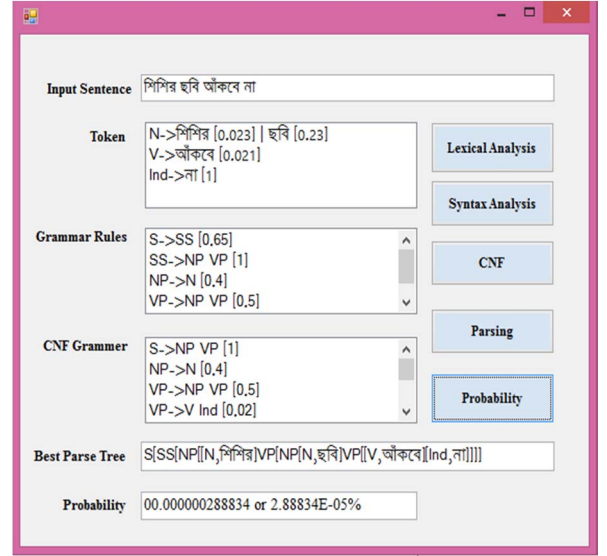 Input Sentence শিশির ছবি আঁকবে না
Token
N->শিশির [0.023] | ছবি [0.23]
V->আঁকবে [0.021]
Ind->না [1]
Lexical Analysis
Syntax Analysis
Grammar Rules
S->SS [0.65]
SS->NP VP [1]
NP->N [0.4]
VP->NP VP [0.5]
CNF
Parsing
CNF Grammer
S->NP VP [1]
NP->N [0.4]
VP->NP VP [0.5]
VP->V Ind [0.02]
Probability
Best Parse Tree S[SS[NP[[N,শিশির]VP[NP[N,ছবি]VP[[V,আঁকবে][Ind,না]]]]
Probability 00.000000288834 or 2.88834E-05%